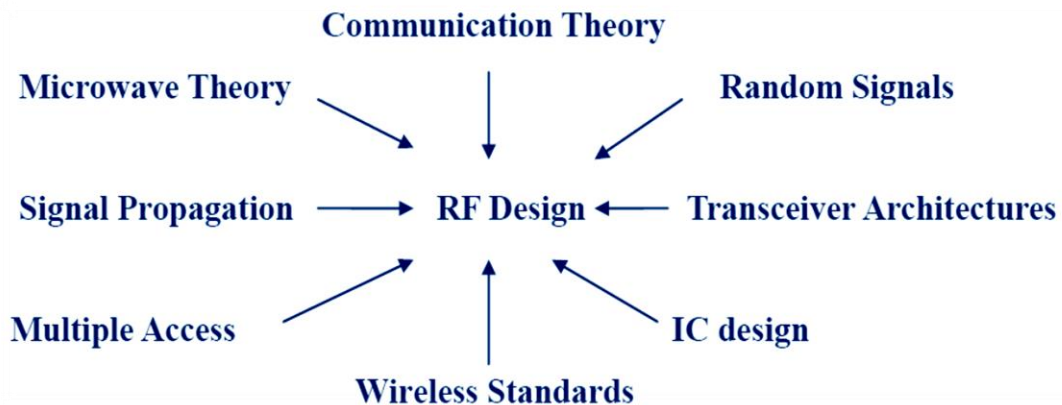 Communication Theory
Microwave Theory
Random Signals
Signal Propagation
RF Design
Transceiver Architectures
Multiple Access
IC design
Wireless Standards